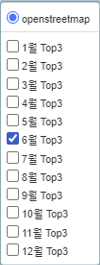 openstreetmap
1월 Top3
2월 Top3
3월 Top3
4월 Top3
5월 Top3
6월 Top3
7월 Top3
8월 Top3
9월 Top3
10월 Top3
11월 Top3
12월 Top3